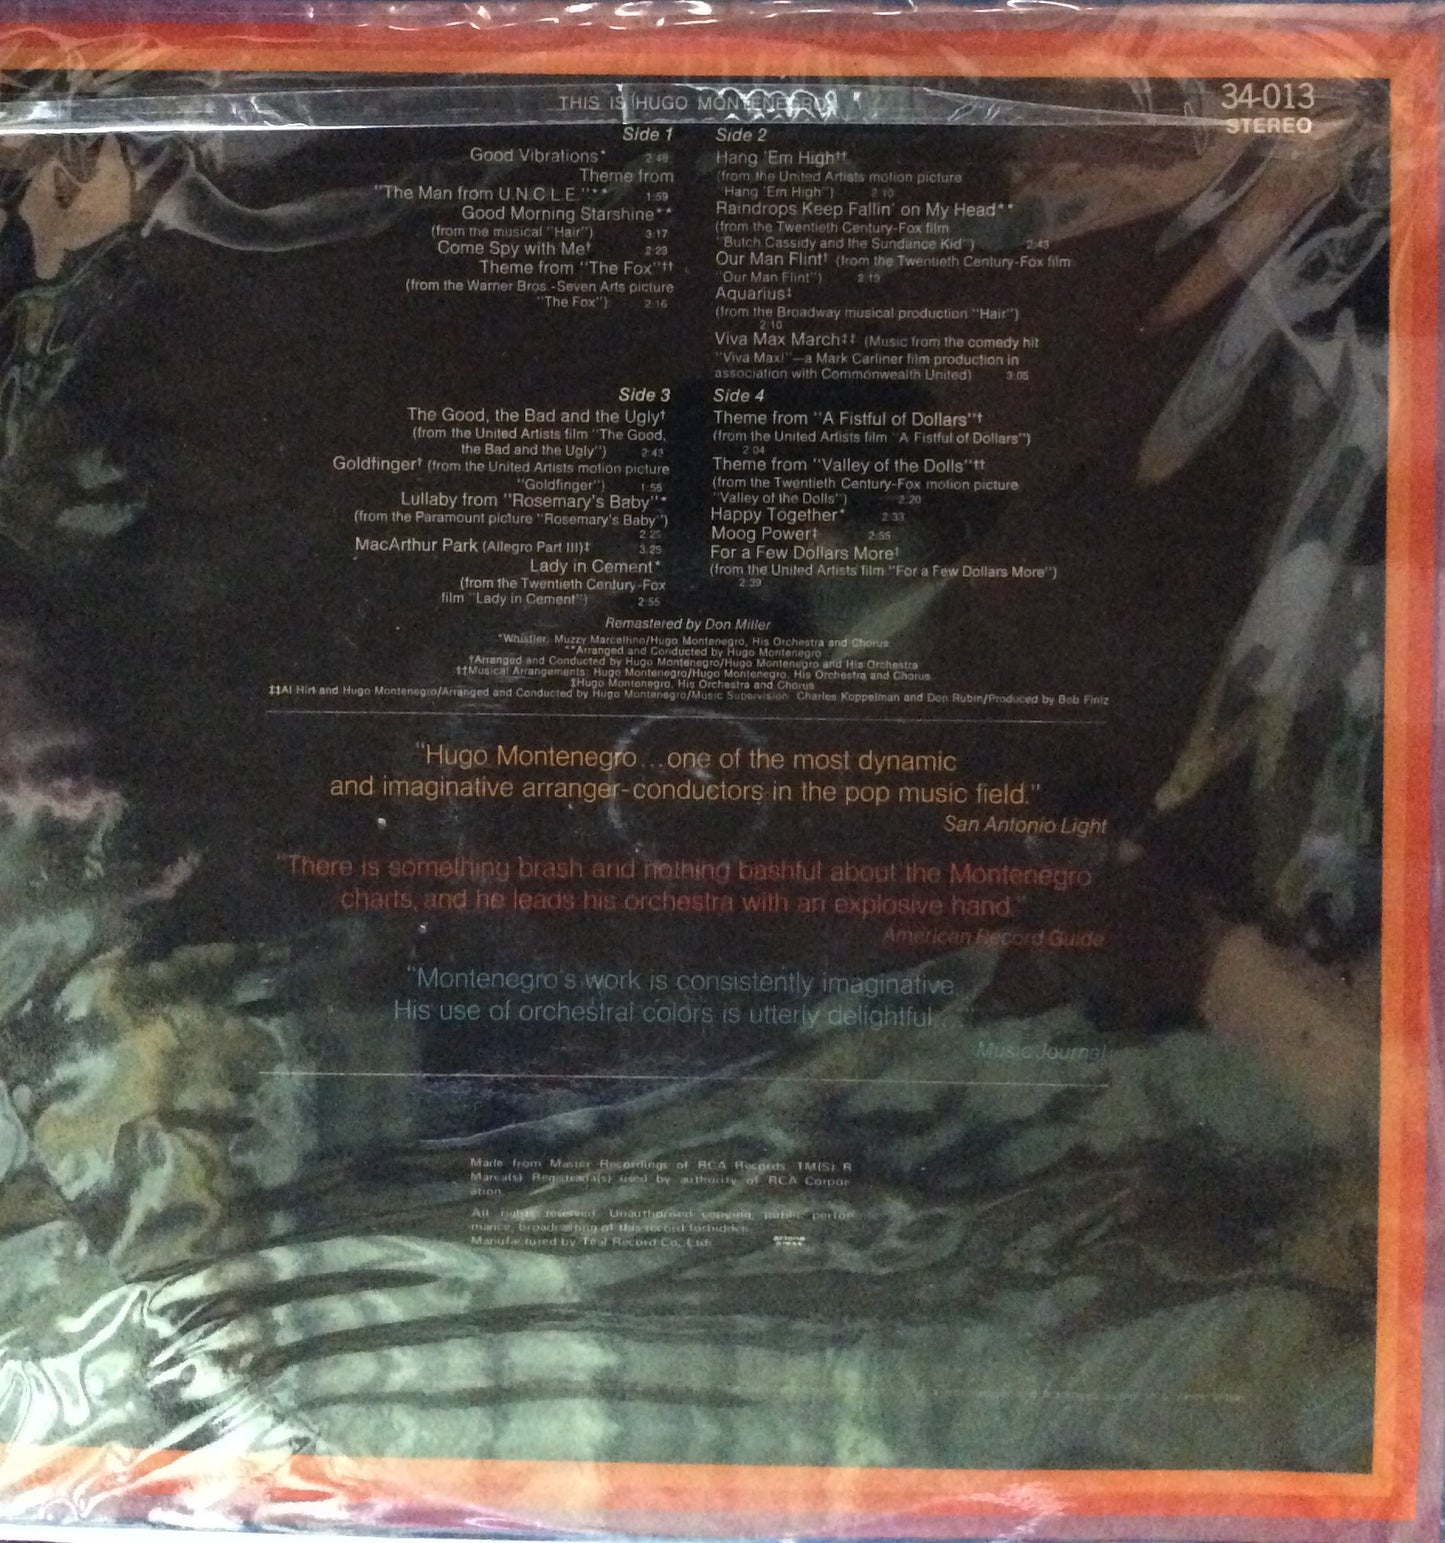 THIS IS HUGO MONTENEGRO
34-013
STEREO
Side 1
Good Vibrations* 2:48
Theme from
"The Man from U.N.C.L.E."** 1:59
Good Morning Starshine**
(from the musical "Hair") 3:17
Come Spy with Me† 2:23
Theme from "The Fox"††
(from the Warner Bros.-Seven Arts picture
"The Fox") 2:16
Side 2
Hang 'Em High††
(from the United Artists motion picture
"Hang 'Em High") 2:10
Raindrops Keep Fallin' on My Head**
(from the Twentieth Century-Fox film
"Butch Cassidy and the Sundance Kid") 2:43
Our Man Flint† (from the Twentieth Century-Fox film
"Our Man Flint") 2:13
Aquarius‡
(from the Broadway musical production "Hair")
2:10
Viva Max March‡‡ (Music from the comedy hit
"Viva Max!"—a Mark Carliner film production in
association with Commonwealth United) 3:05
Side 3
The Good, the Bad and the Ugly†
(from the United Artists film "The Good,
the Bad and the Ugly") 2:43
Goldfinger† (from the United Artists motion picture
"Goldfinger") 1:56
Lullaby from "Rosemary's Baby"*
(from the Paramount picture "Rosemary's Baby")
MacArthur Park (Allegro Part III)‡ 3:25
Lady in Cement*
(from the Twentieth Century-Fox
film "Lady in Cement") 2:55
Side 4
Theme from "A Fistful of Dollars"†
(from the United Artists film "A Fistful of Dollars")
2:04
Theme from "Valley of the Dolls"††
(from the Twentieth Century-Fox motion picture
"Valley of the Dolls") 2:20
Happy Together* 2:33
Moog Power‡ 2:55
For a Few Dollars More†
(from the United Artists film "For a Few Dollars More")
2:39
Remastered by Don Miller
*Whistler, Muzzy Marcellino/Hugo Montenegro, His Orchestra and Chorus
**Arranged and Conducted by Hugo Montenegro
†Arranged and Conducted by Hugo Montenegro/Hugo Montenegro and His Orchestra
††Musical Arrangements: Hugo Montenegro/Hugo Montenegro, His Orchestra and Chorus
‡Hugo Montenegro, His Orchestra and Chorus
‡‡Al Hirt and Hugo Montenegro/Arranged and Conducted by Hugo Montenegro/Music Supervision: Charles Koppelman and Don Rubin/Produced by Bob Finiz
"Hugo Montenegro...one of the most dynamic
and imaginative arranger-conductors in the pop music field."
San Antonio Light
"There is something brash and nothing bashful about the Montenegro
charts, and he leads his orchestra with an explosive hand."
American Record Guide
"Montenegro's work is consistently imaginative.
His use of orchestral colors is utterly delightful...."
Music Journal
Made from Master Recordings of RCA Records. TM(S) R
Marca(s) Registrada(s) used by authority of RCA Corpor
ation.
All rights reserved. Unauthorised copying, public perfor
mance, broadcasting of this record forbidden.
Manufactured by Teal Record Co. Ltd.